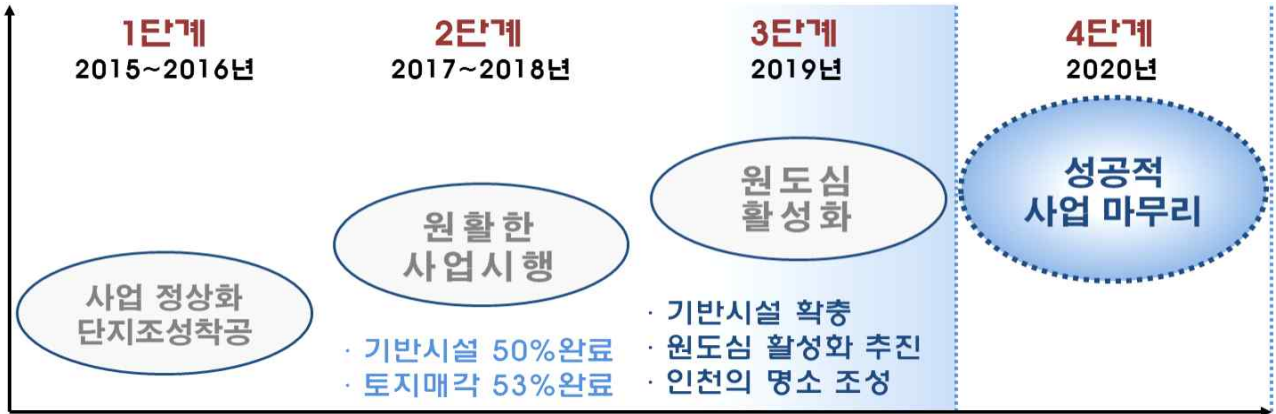 1단계
2015~2016년
사업 정상화
단지조성착공
2단계
2017~2018년
원활한
사업시행
· 기반시설 50%완료
· 토지매각 53%완료
3단계
2019년
원도심
활성화
· 기반시설 확충
· 원도심 활성화 추진
· 인천의 명소 조성
4단계
2020년
성공적
사업 마무리